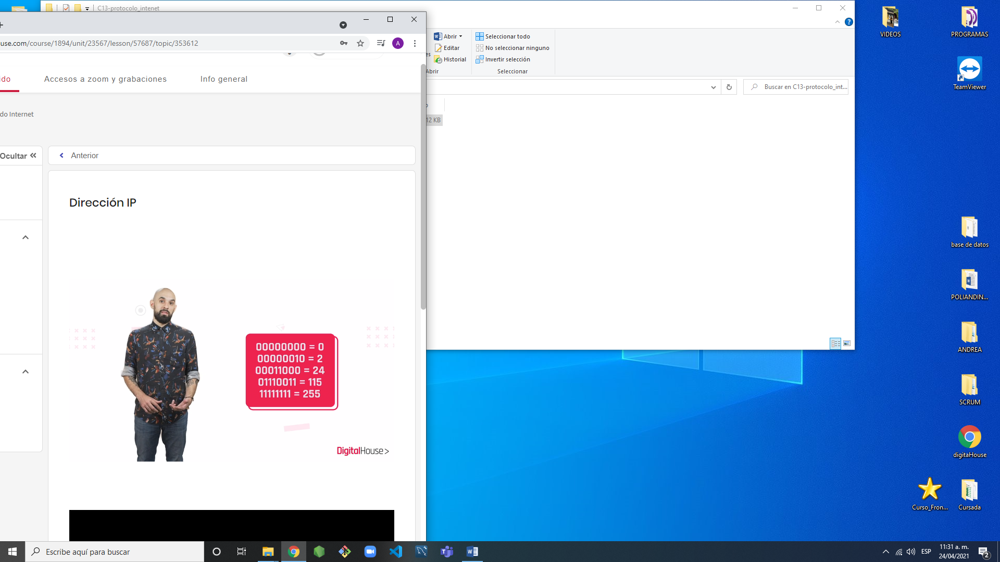 C13-protocolo_intenet
use.com/course/1894/unit/23567/lesson/57687/topic/353612
A
ido
Accesos a zoom y grabaciones
Info general
do Internet
Ocultar
Anterior
Dirección IP
00000000 = 0
00000010 = 2
00011000 = 24
01110011 = 115
11111111 = 255
DigitalHouse>
Abrir
Editar
es
Historial
Abrir
Seleccionar todo
No seleccionar ninguno
Invertir selección
Seleccionar
Buscar en C13-protocolo_int...
o
12 KB
VIDEOS
PROGRAMAS
TeamViewer
base de datos
POLIANDIN...
ANDREA
SCRUM
digitaHouse
Curso_Fron...
Cursada
Escribe aquí para buscar
ESP
11:31 a. m.
24/04/2021
2